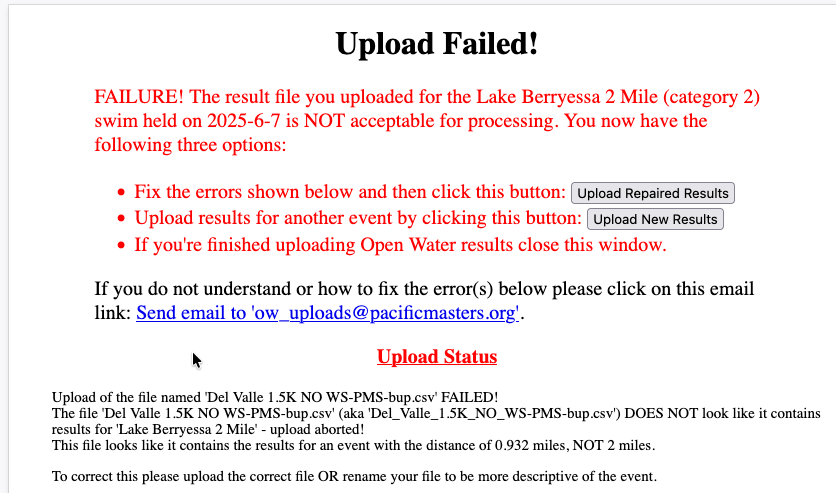 Upload Failed!
FAILURE! The result file you uploaded for the Lake Berryessa 2 Mile (category 2)
swim held on 2025-6-7 is NOT acceptable for processing. You now have the
following three options:
• Fix the errors shown below and then click this button: Upload Repaired Results
• Upload results for another event by clicking this button: Upload New Results
• If you're finished uploading Open Water results close this window.
If you do not understand or how to fix the error(s) below please click on this email
link: Send email to 'ow_uploads@pacificmasters.org'.
Upload Status
Upload of the file named 'Del Valle 1.5K NO WS-PMS-bup.csv' FAILED!
The file 'Del Valle 1.5K NO WS-PMS-bup.csv' (aka 'Del_Valle_1.5K_NO_WS-PMS-bup.csv') DOES NOT look like it contains
results for 'Lake Berryessa 2 Mile' - upload aborted!
This file looks like it contains the results for an event with the distance of 0.932 miles, NOT 2 miles.
To correct this please upload the correct file OR rename your file to be more descriptive of the event.